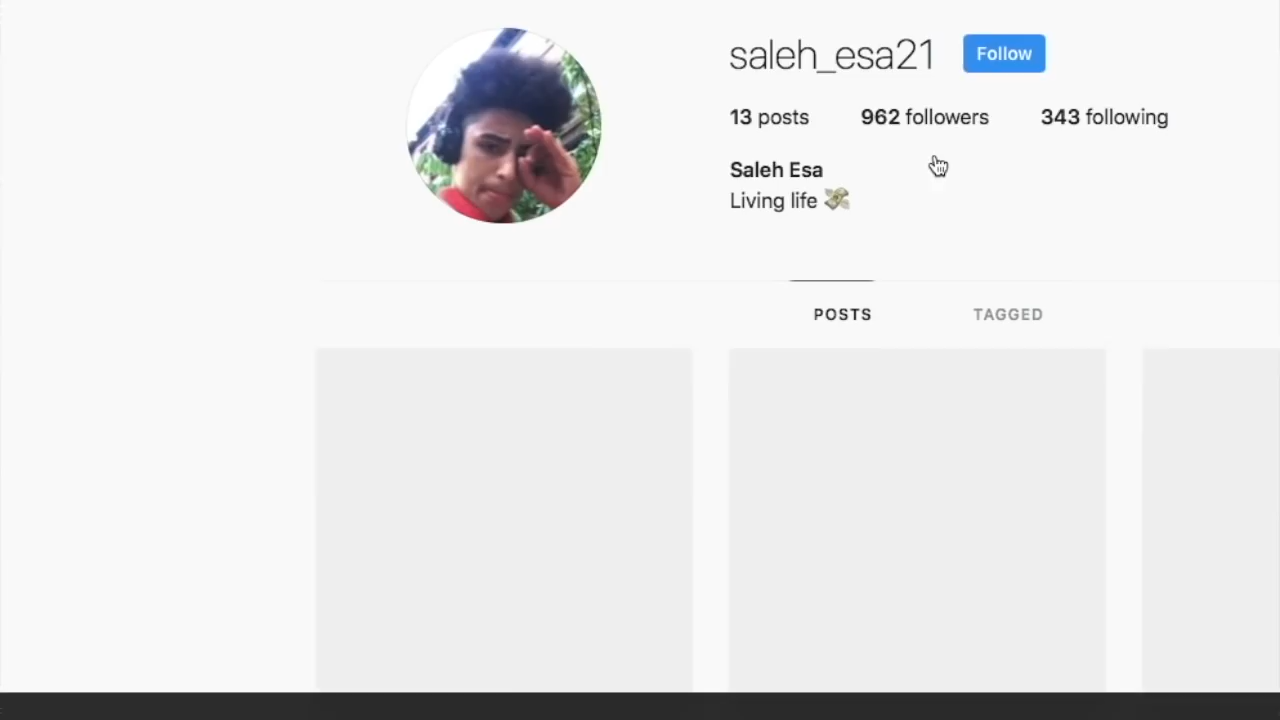 saleh_esa21 Follow
13 posts 962 followers 343 following
Saleh Esa
Living life 💸
POSTS TAGGED